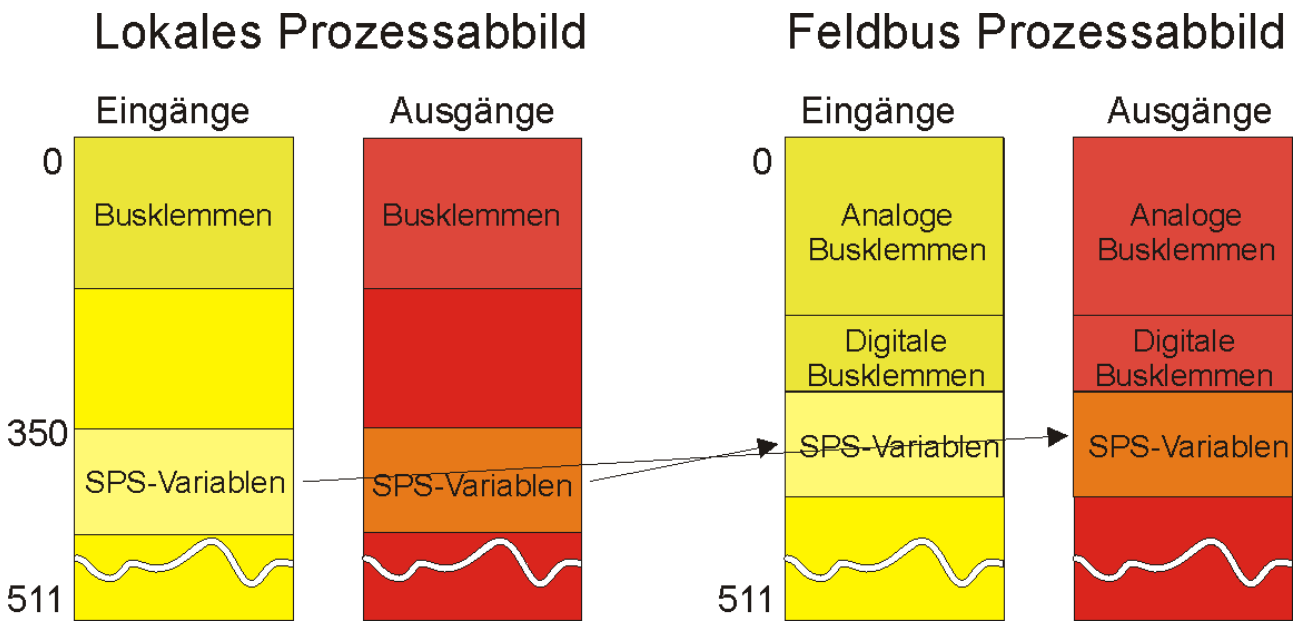 Lokales Prozessabbild
Eingänge
Ausgänge
0
Busklemmen
Busklemmen
350
SPS-Variablen
SPS-Variablen
511
Feldbus Prozessabbild
Eingänge
Ausgänge
0
Analoge
Busklemmen
Analoge
Busklemmen
Digitale
Busklemmen
Digitale
Busklemmen
SPS-Variablen
SPS-Variablen
511